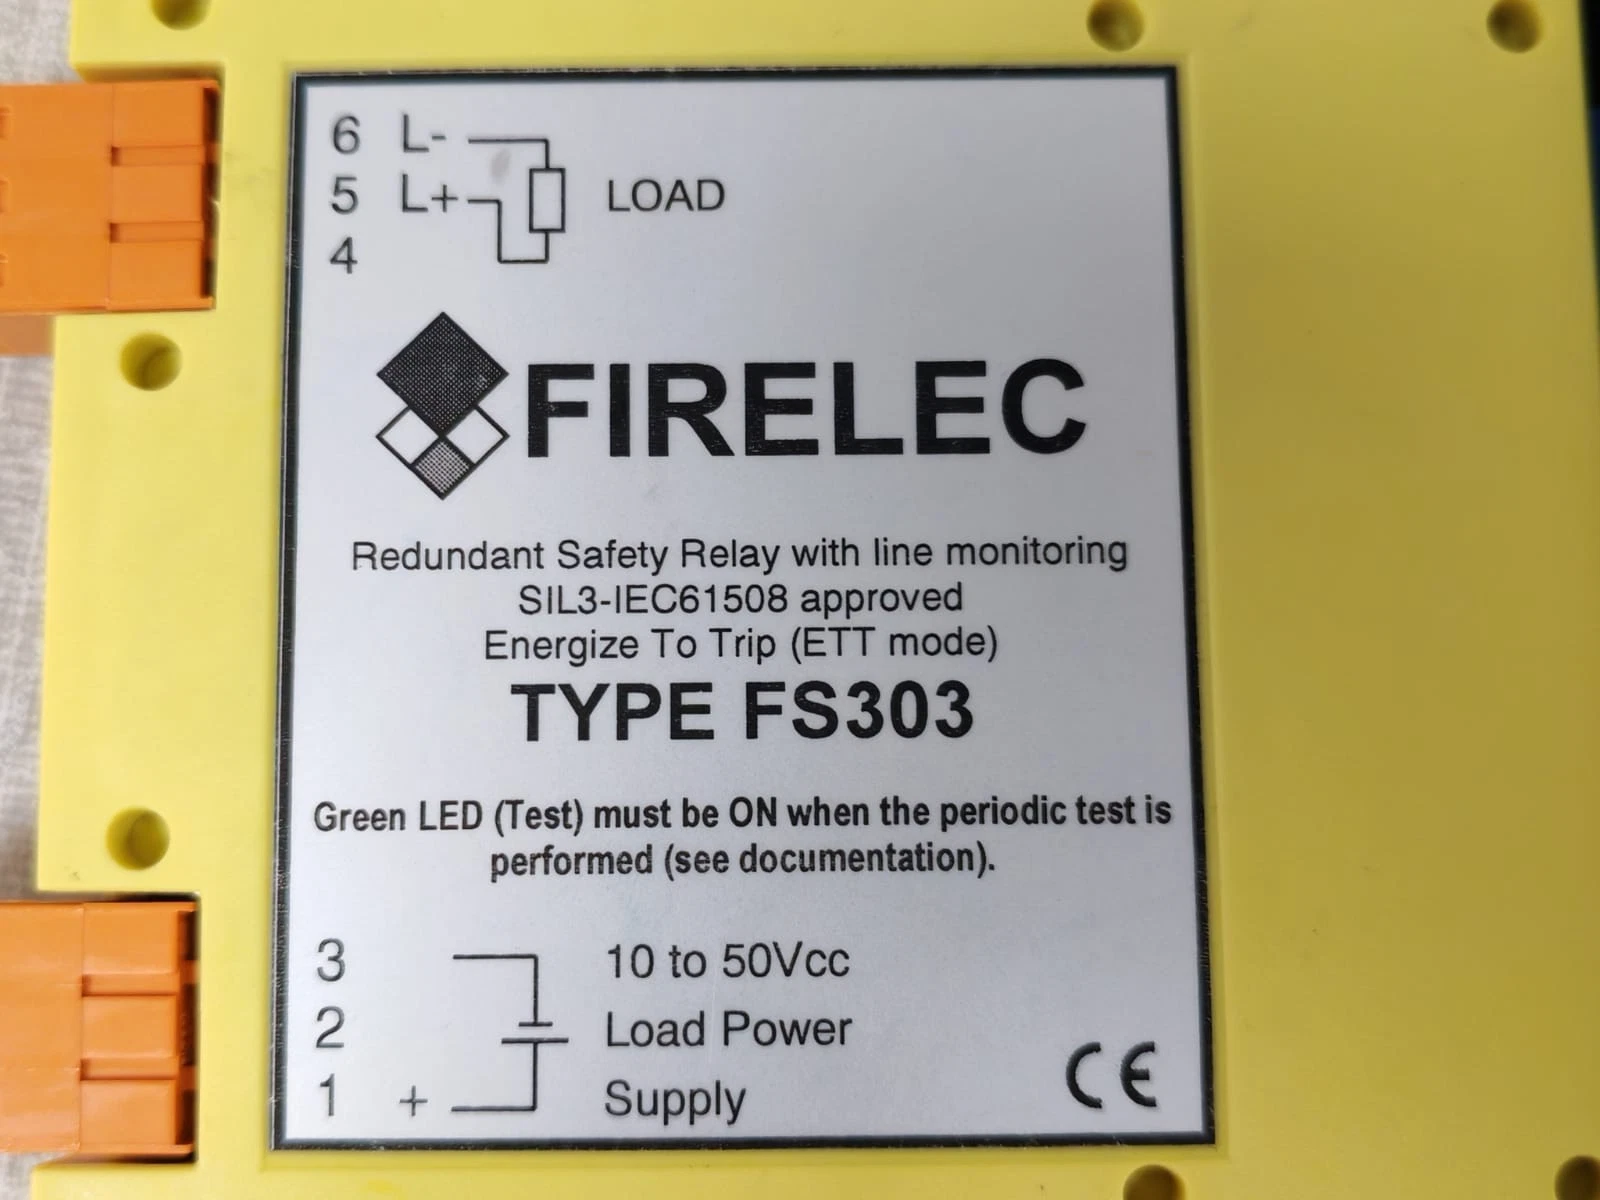 6 L-
5 L+ LOAD
4
FIRELEC
Redundant Safety Relay with line monitoring
SIL3-IEC61508 approved
Energize To Trip (ETT mode)
TYPE FS303
Green LED (Test) must be ON when the periodic test is
performed (see documentation).
3 10 to 50Vcc
2 Load Power
1 + Supply
CE